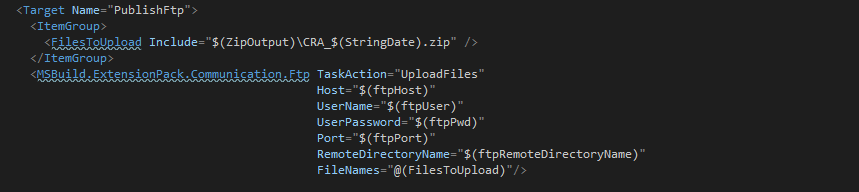 <Target Name="PublishFtp">
<ItemGroup>
<FilesToUpload Include="$(ZipOutput)\CRA_$(StringDate).zip" />
</ItemGroup>
<MSBuild.ExtensionPack.Communication.Ftp TaskAction="UploadFiles"
Host="$(ftpHost)"
UserName="$(ftpUser)"
UserPassword="$(ftpPwd)"
Port="$(ftpPort)"
RemoteDirectoryName="$(ftpRemoteDirectoryName)"
FileNames="@(FilesToUpload)"/>